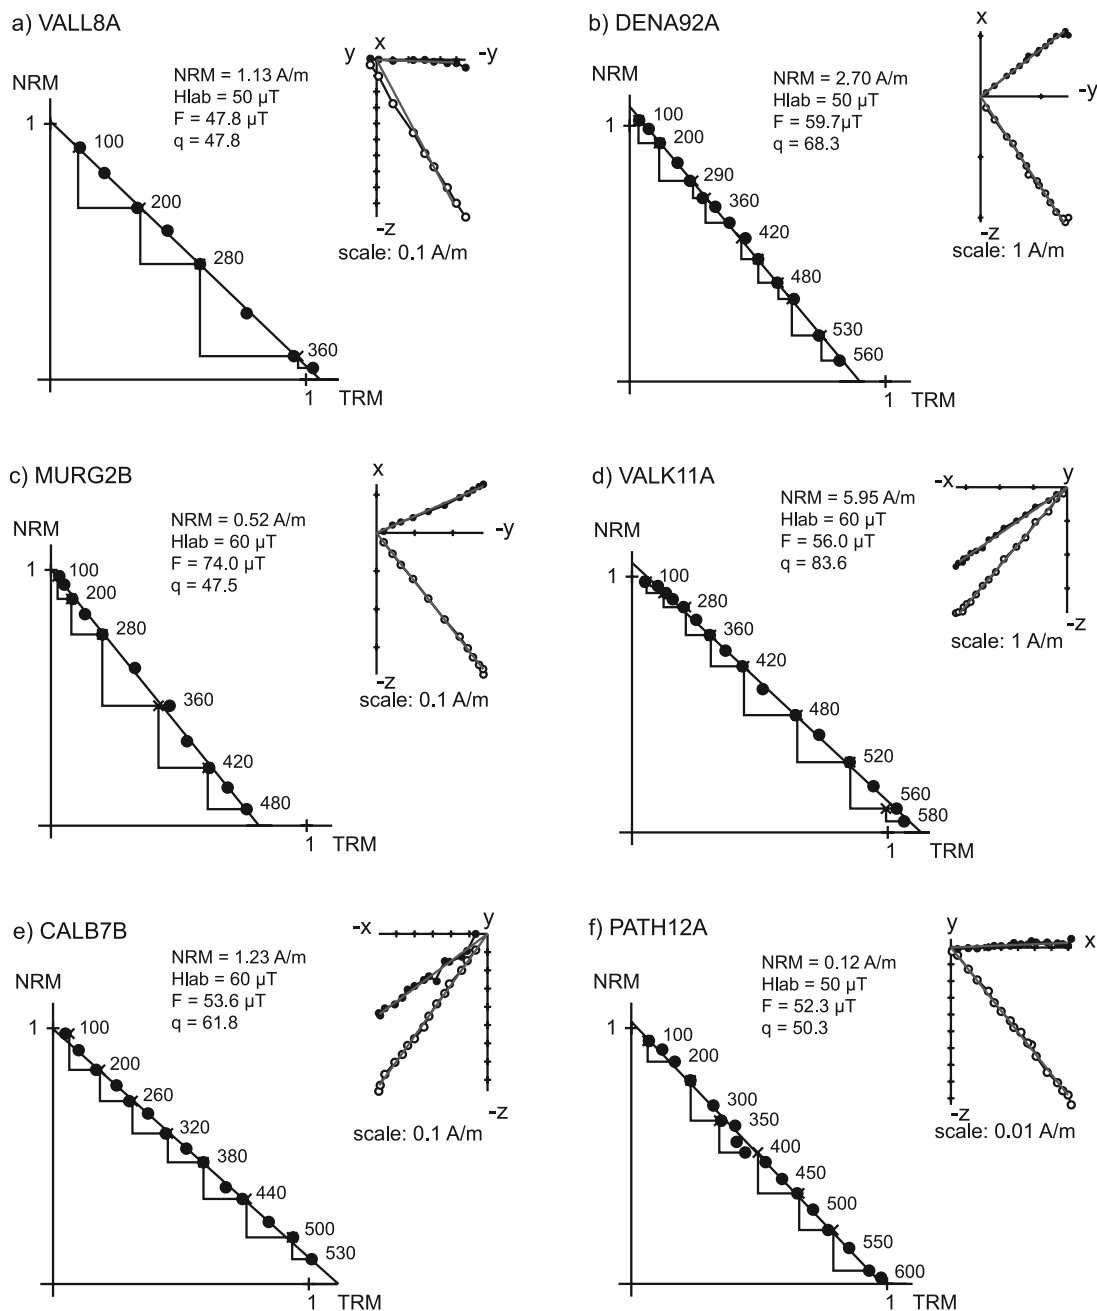 a) VALL8A
NRM
NRM = 1.13 A/m
Hlab = 50 µT
F = 47.8 µT
q = 47.8
1
100
200
280
360
1
TRM
y
x
-y
-z
scale: 0.1 A/m
b) DENA92A
NRM
NRM = 2.70 A/m
Hlab = 50 µT
F = 59.7µT
q = 68.3
1
100
200
290
360
420
480
530
560
1
TRM
x
-y
-z
scale: 1 A/m
c) MURG2B
NRM
NRM = 0.52 A/m
Hlab = 60 µT
F = 74.0 µT
q = 47.5
1
100
200
280
360
420
480
1
TRM
x
-y
-z
scale: 0.1 A/m
d) VALK11A
NRM
NRM = 5.95 A/m
Hlab = 60 µT
F = 56.0 µT
q = 83.6
1
100
280
360
420
480
520
560
580
1
TRM
-x
y
-z
scale: 1 A/m
e) CALB7B
NRM
NRM = 1.23 A/m
Hlab = 60 µT
F = 53.6 µT
q = 61.8
1
100
200
260
320
380
440
500
530
1
TRM
-x
y
-z
scale: 0.1 A/m
f) PATH12A
NRM
NRM = 0.12 A/m
Hlab = 50 µT
F = 52.3 µT
q = 50.3
1
100
200
300
350
400
450
500
550
600
1
TRM
y
x
-z
scale: 0.01 A/m